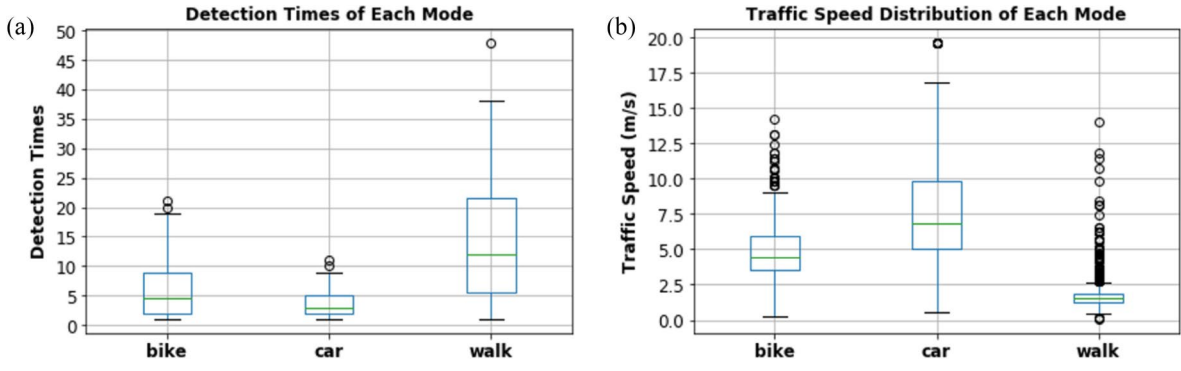 (a)
Detection Times of Each Mode
Detection Times
50
45
40
35
30
25
20
15
10
5
0
bike car walk
(b)
Traffic Speed Distribution of Each Mode
Traffic Speed (m/s)
20.0
17.5
15.0
12.5
10.0
7.5
5.0
2.5
0.0
bike car walk